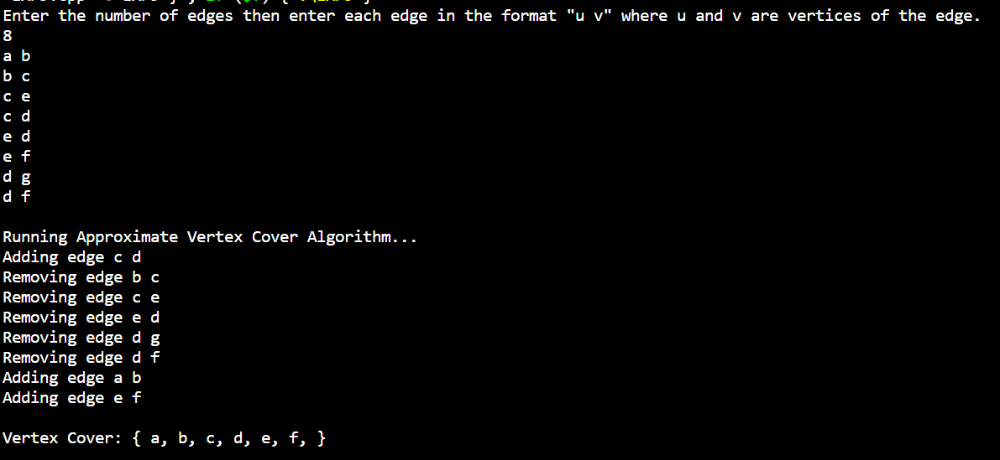 Enter the number of edges then enter each edge in the format "u v" where u and v are vertices of the edge.
8
a b
b c
c e
c d
e d
e f
d g
d f
Running Approximate Vertex Cover Algorithm...
Adding edge c d
Removing edge b c
Removing edge c e
Removing edge e d
Removing edge d g
Removing edge d f
Adding edge a b
Adding edge e f
Vertex Cover: { a, b, c, d, e, f, }